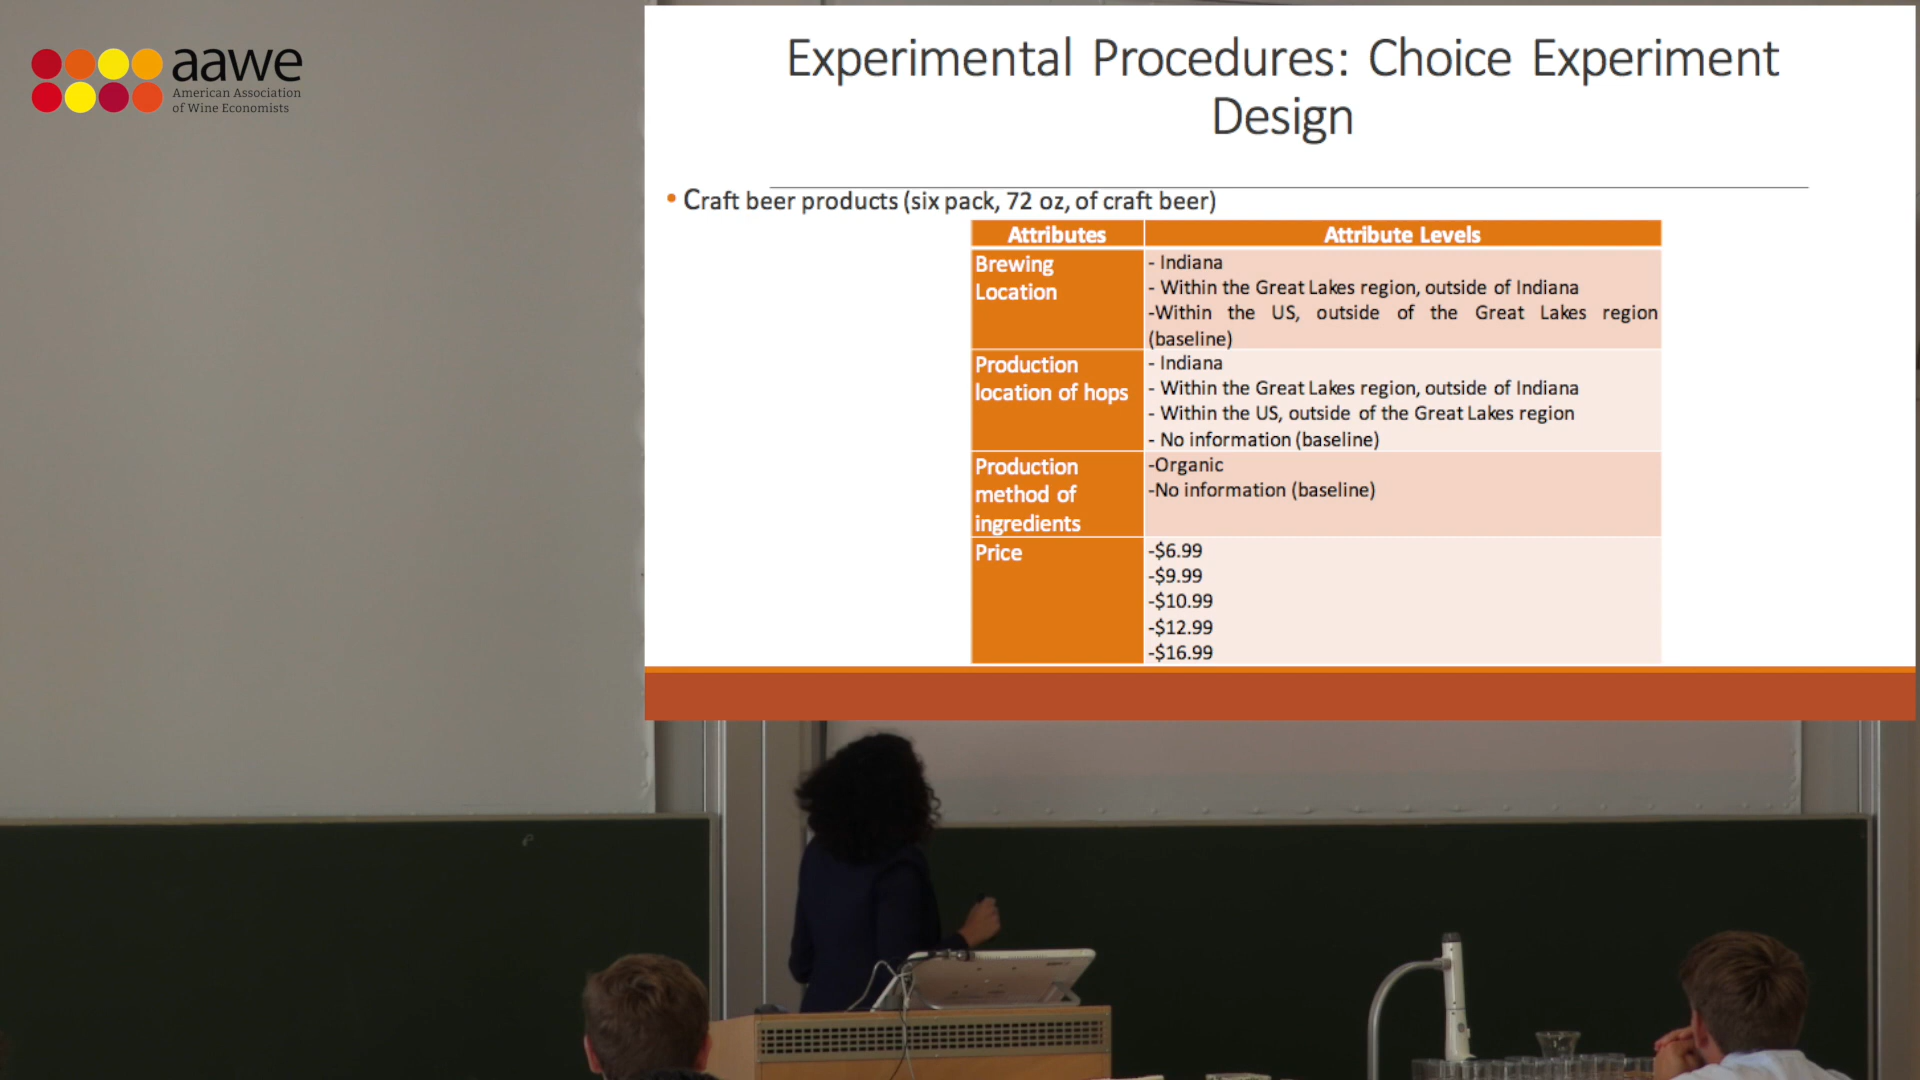 aawe
American Association
of Wine Economists
Experimental Procedures: Choice Experiment
Design
• Craft beer products (six pack, 72 oz, of craft beer)
Attributes
Attribute Levels
Brewing
Location
- Indiana
- Within the Great Lakes region, outside of Indiana
-Within the US, outside of the Great Lakes region
(baseline)
Production
location of hops
- Indiana
- Within the Great Lakes region, outside of Indiana
- Within the US, outside of the Great Lakes region
- No information (baseline)
Production
method of
ingredients
-Organic
-No information (baseline)
Price
-$6.99
-$9.99
-$10.99
-$12.99
-$16.99